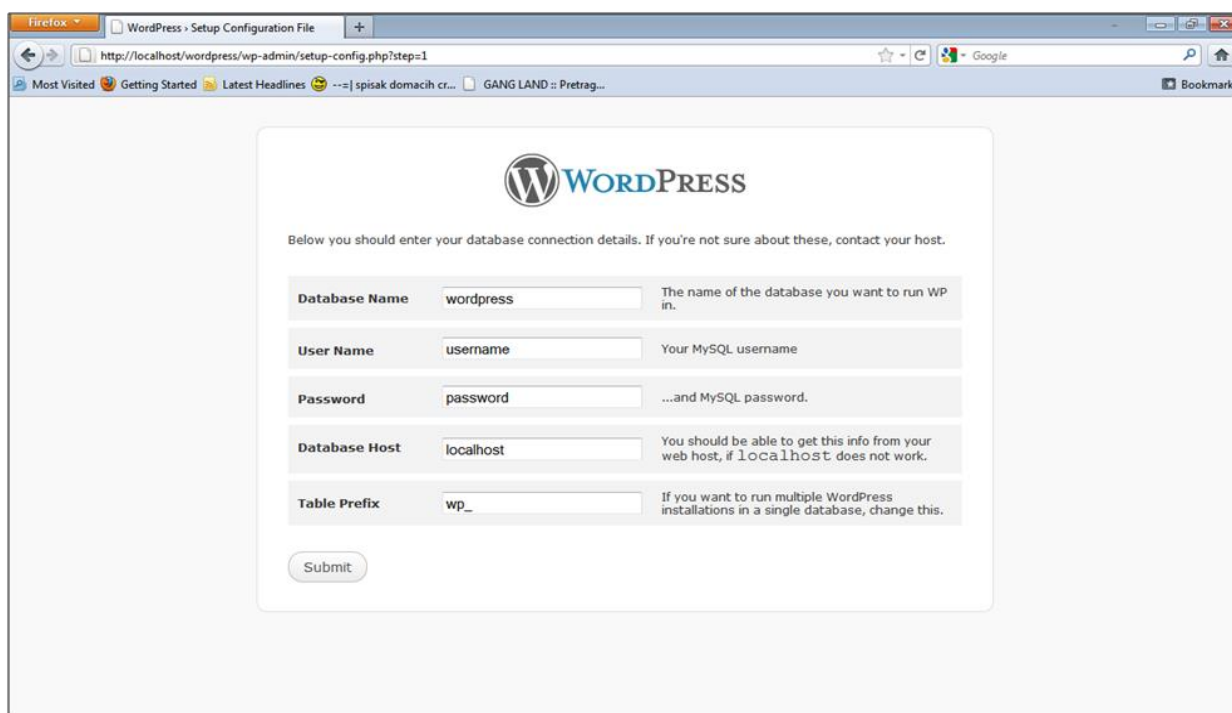 Firefox
WordPress › Setup Configuration File
http://localhost/wordpress/wp-admin/setup-config.php?step=1
Google
Most Visited Getting Started Latest Headlines --=| spisak domacih cr... GANG LAND :: Pretrag... Bookmark
WORDPRESS
Below you should enter your database connection details. If you're not sure about these, contact your host.
Database Name wordpress The name of the database you want to run WP
in.
User Name username Your MySQL username
Password password ...and MySQL password.
Database Host localhost You should be able to get this info from your
web host, if localhost does not work.
Table Prefix wp_ If you want to run multiple WordPress
installations in a single database, change this.
Submit